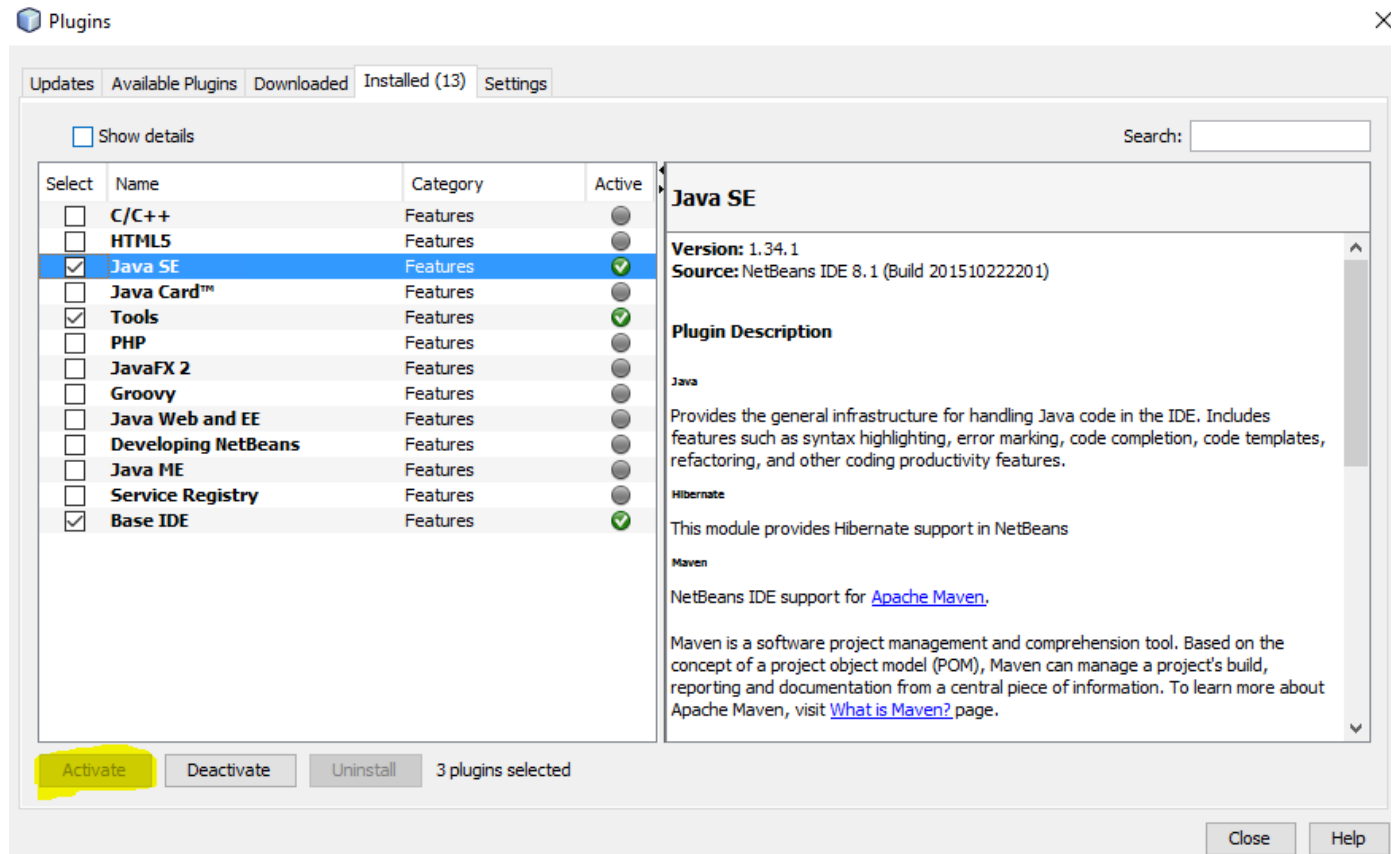 Plugins
Updates Available Plugins Downloaded Installed (13) Settings
Show details Search:
Select Name Category Active
C/C++ Features
HTML5 Features
Java SE Features
Java Card™ Features
Tools Features
PHP Features
JavaFX 2 Features
Groovy Features
Java Web and EE Features
Developing NetBeans Features
Java ME Features
Service Registry Features
Base IDE Features
Java SE
Version: 1.34.1
Source: NetBeans IDE 8.1 (Build 201510222201)
Plugin Description
Java
Provides the general infrastructure for handling Java code in the IDE. Includes
features such as syntax highlighting, error marking, code completion, code templates,
refactoring, and other coding productivity features.
Hibernate
This module provides Hibernate support in NetBeans
Maven
NetBeans IDE support for Apache Maven.
Maven is a software project management and comprehension tool. Based on the
concept of a project object model (POM), Maven can manage a project's build,
reporting and documentation from a central piece of information. To learn more about
Apache Maven, visit What is Maven? page.
Activate Deactivate Uninstall 3 plugins selected
Close Help